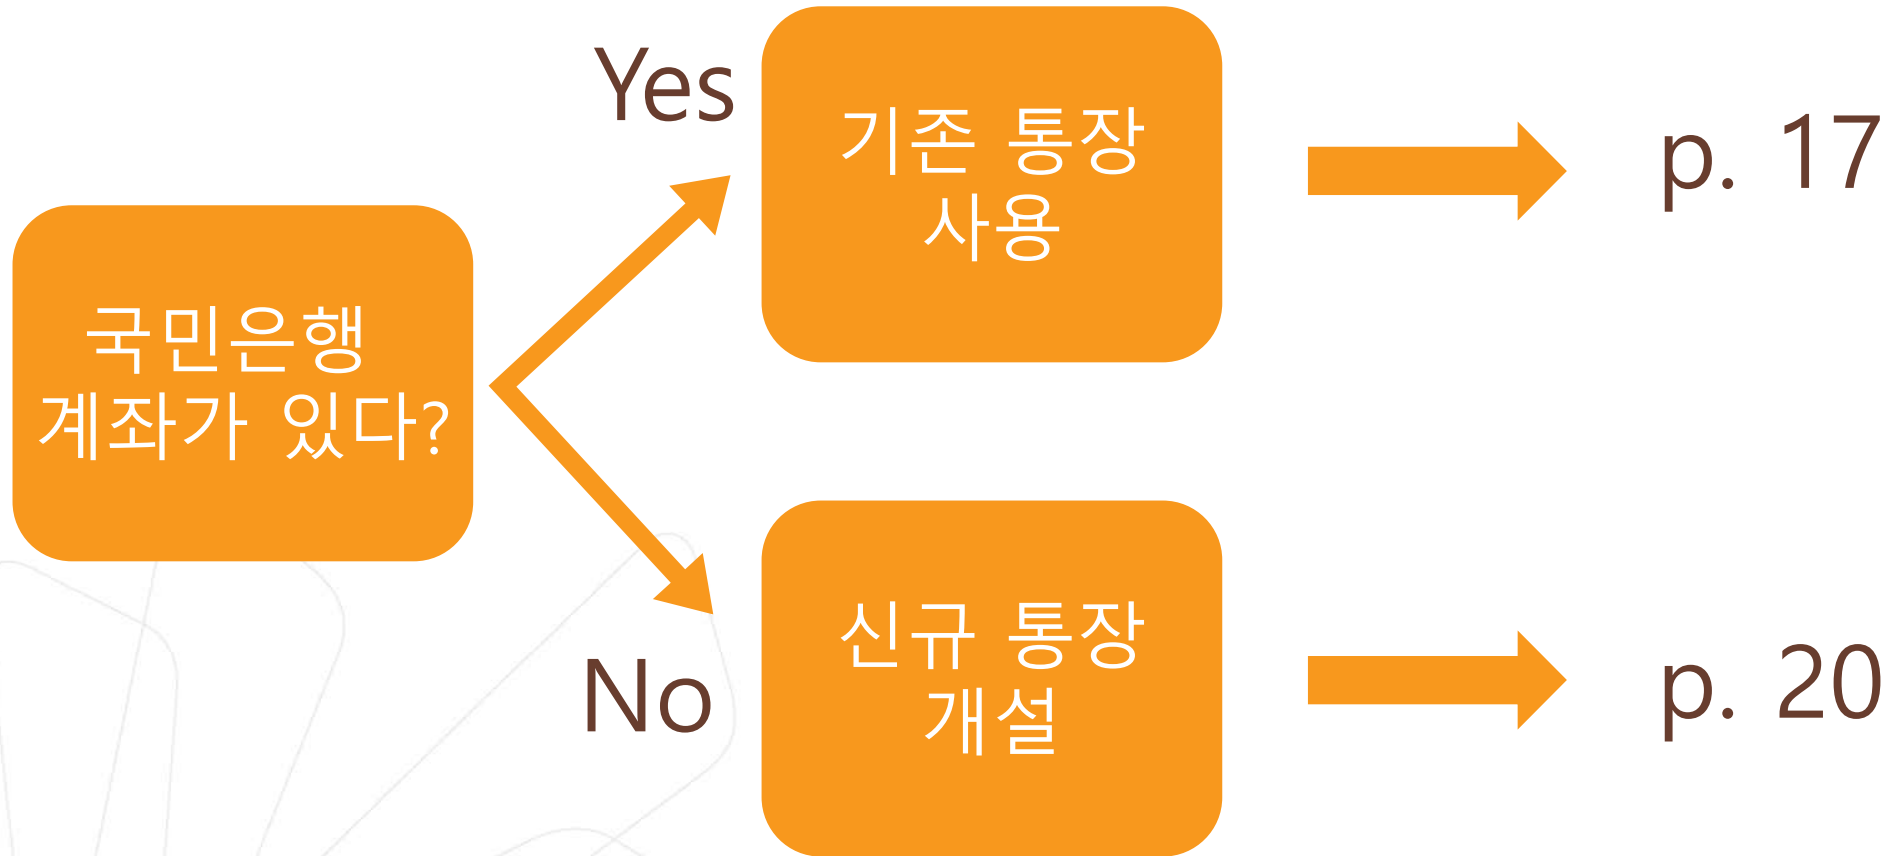 국민은행
계좌가 있다?
Yes
기존 통장
사용
p. 17
No
신규 통장
개설
p. 20